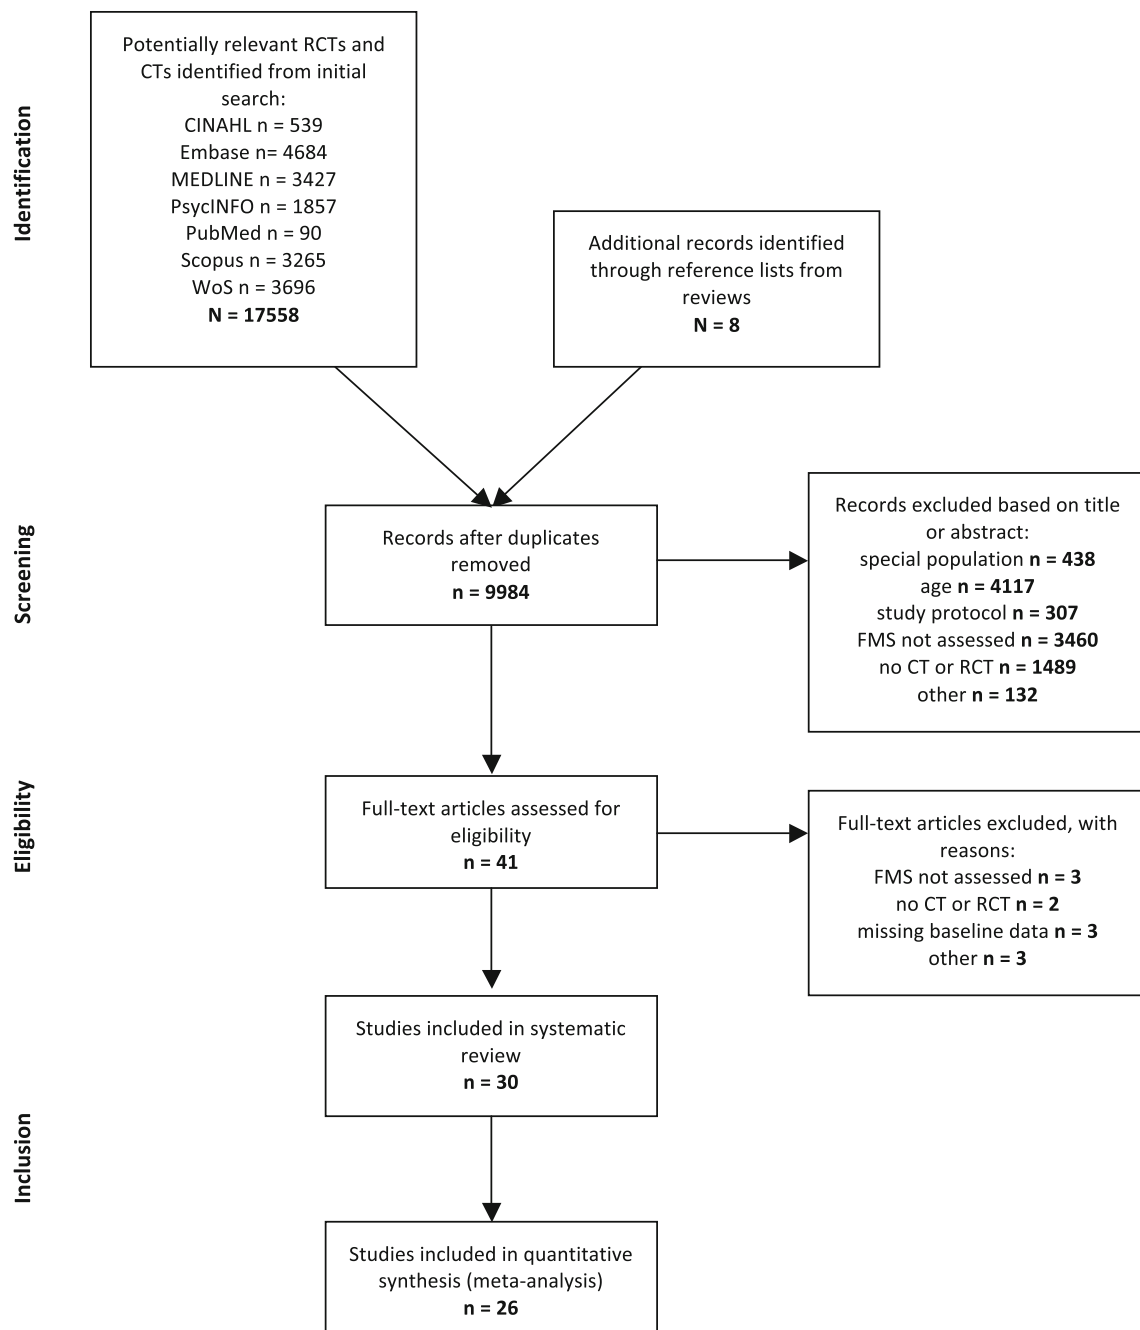 Identification
Potentially relevant RCTs and
CTs identified from initial
search:
CINAHL n = 539
Embase n= 4684
MEDLINE n = 3427
PsycINFO n = 1857
PubMed n = 90
Scopus n = 3265
WoS n = 3696
N = 17558
Additional records identified
through reference lists from
reviews
N = 8
Screening
Records after duplicates
removed
n = 9984
Records excluded based on title
or abstract:
special population n = 438
age n = 4117
study protocol n = 307
FMS not assessed n = 3460
no CT or RCT n = 1489
other n = 132
Eligibility
Full-text articles assessed for
eligibility
n = 41
Full-text articles excluded, with
reasons:
FMS not assessed n = 3
no CT or RCT n = 2
missing baseline data n = 3
other n = 3
Inclusion
Studies included in systematic
review
n = 30
Studies included in quantitative
synthesis (meta-analysis)
n = 26